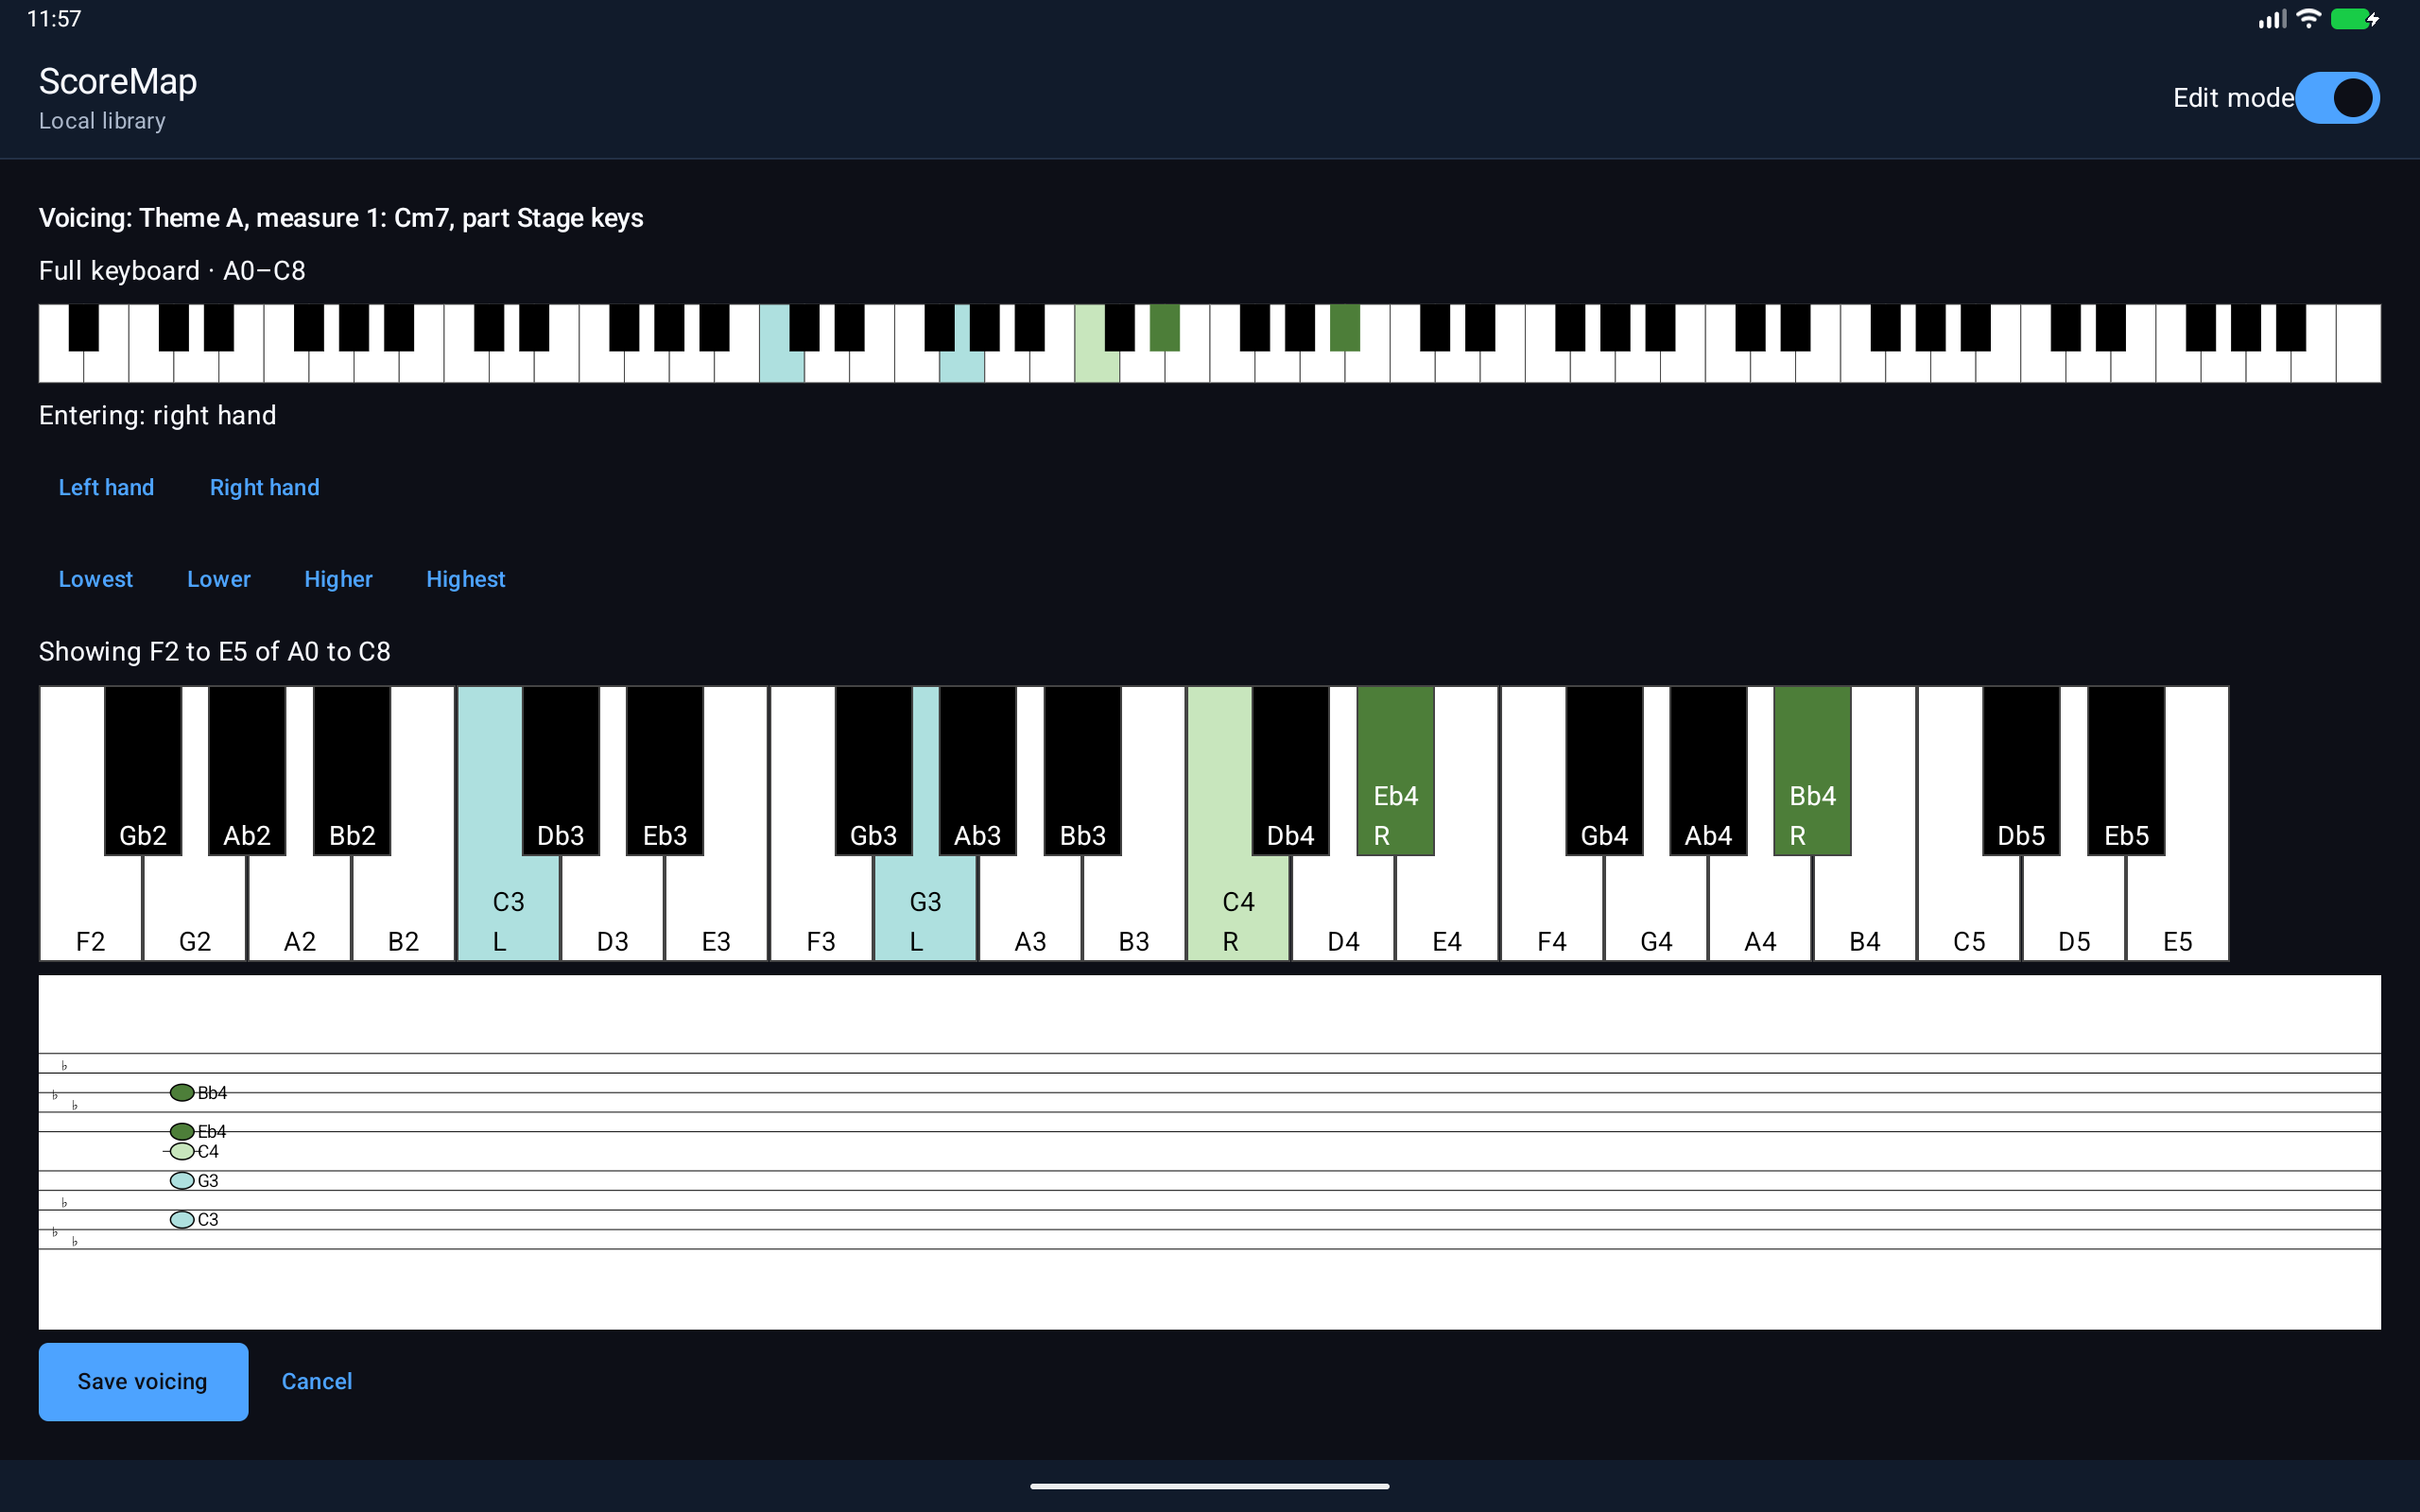 11:57
ScoreMap
Local library
Edit mode
Voicing: Theme A, measure 1: Cm7, part Stage keys
Full keyboard · A0–C8
Entering: right hand
Left hand Right hand
Lowest Lower Higher Highest
Showing F2 to E5 of A0 to C8
Eb4 Bb4
Gb2 Ab2 Bb2 Db3 Eb3 Gb3 Ab3 Bb3 Db4 R Gb4 Ab4 R Db5 Eb5
C3 G3 C4
F2 G2 A2 B2 L D3 E3 F3 L A3 B3 R D4 E4 F4 G4 A4 B4 C5 D5 E5
♭
♭ Bb4
♭
Eb4
C4
G3
♭
C3
♭
♭
Save voicing Cancel